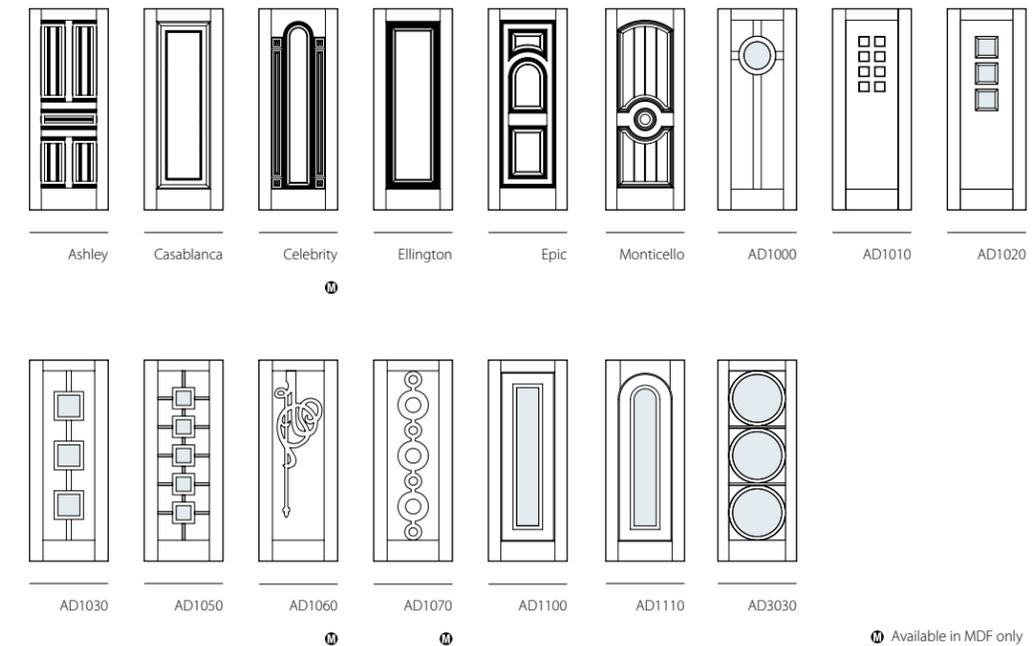 Ashley
Casablanca
Celebrity
Ellington
Epic
Monticello
AD1000
AD1010
AD1020
M
AD1030
AD1050
AD1060
AD1070
AD1100
AD1110
AD3030
M
M
M Available in MDF only